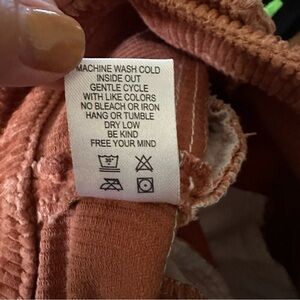 MACHINE WASH COLD
INSIDE OUT
GENTLE CYCLE
WITH LIKE COLORS
NO BLEACH OR IRON
HANG OR TUMBLE
DRY LOW
BE KIND
FREE YOUR MIND
30°